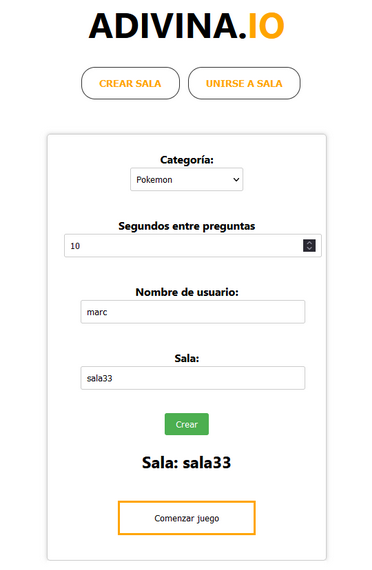 ADIVINA.IO
CREAR SALA
UNIRSE A SALA
Categoría:
Pokemon
Segundos entre preguntas
10
Nombre de usuario:
marc
Sala:
sala33
Crear
Sala: sala33
Comenzar juego